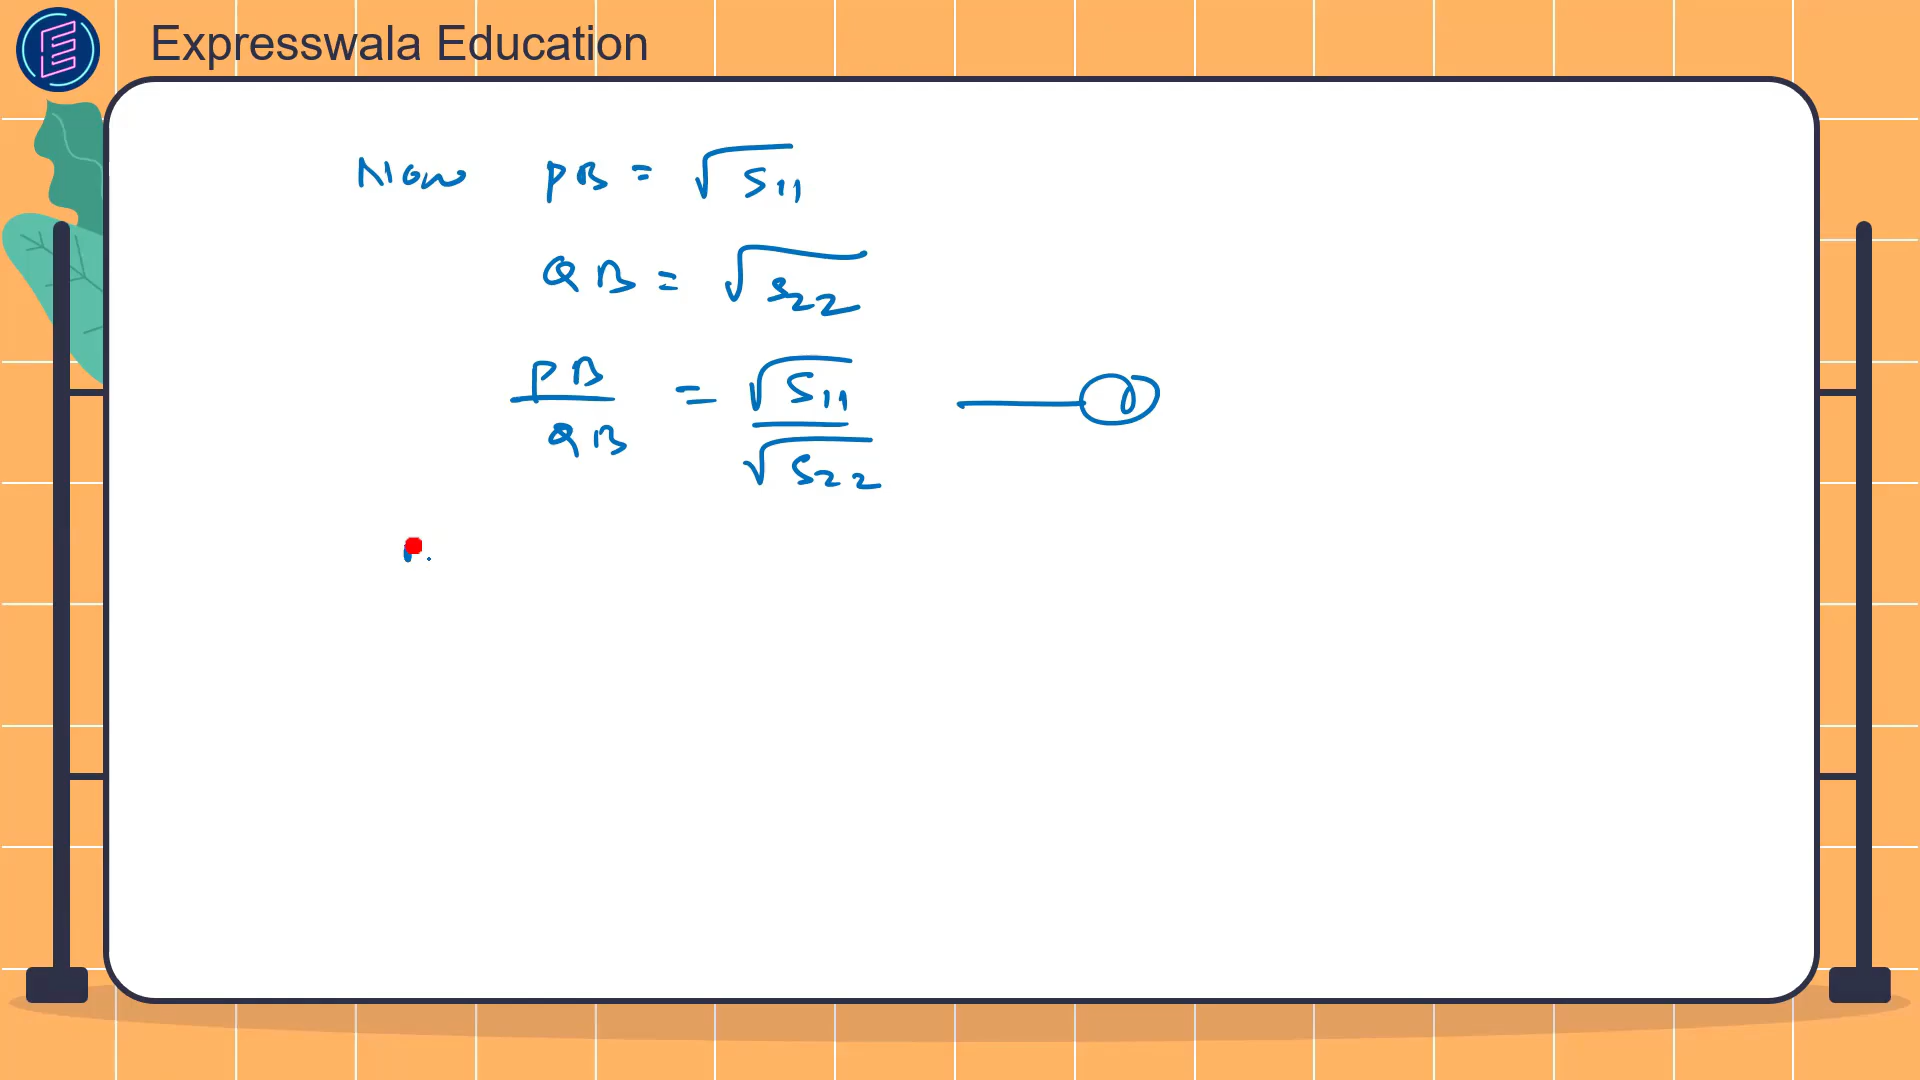 Expresswala Education
Now PB = √S11
QB = √S22
PB/QB = √S11/√S22